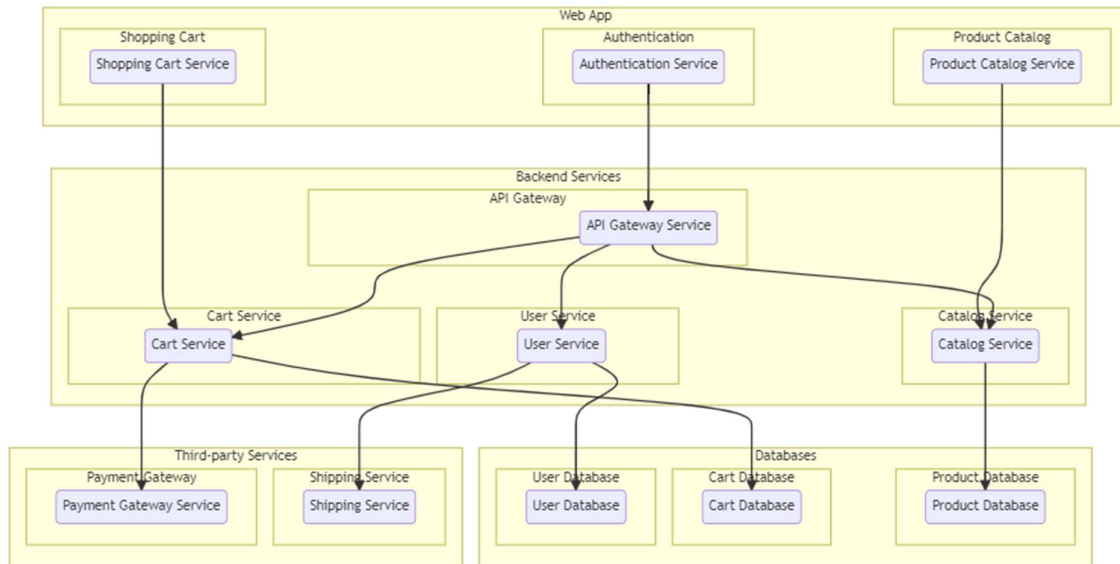 Web App
Shopping Cart
Authentication
Product Catalog
Shopping Cart Service
Authentication Service
Product Catalog Service
Backend Services
API Gateway
API Gateway Service
Cart Service
User Service
Catalog Service
Cart Service
User Service
Catalog Service
Third-party Services
Databases
Payment Gateway
Shipping Service
User Database
Cart Database
Product Database
Payment Gateway Service
Shipping Service
User Database
Cart Database
Product Database